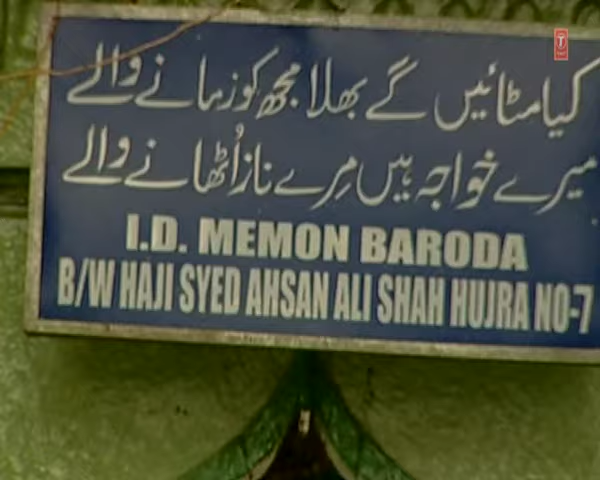 کیا مٹائیں گے بھلا مجھ کو زمانے والے
میرے خواجہ ہیں مِرے ناز اُٹھانے والے
I.D. MEMON BARODA
B/W HAJI SYED AHSAN ALI SHAH HUJRA NO-7